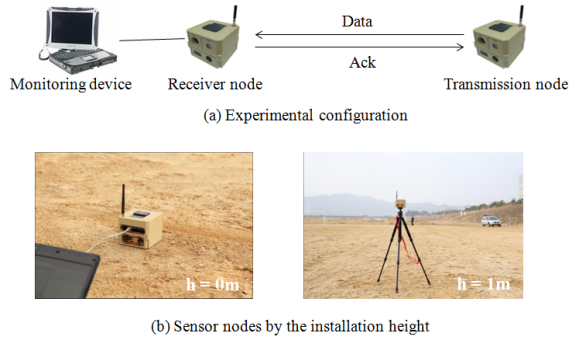 Data
Ack
Monitoring device
Receiver node
Transmission node
(a) Experimental configuration
h = 0m
h = 1m
(b) Sensor nodes by the installation height